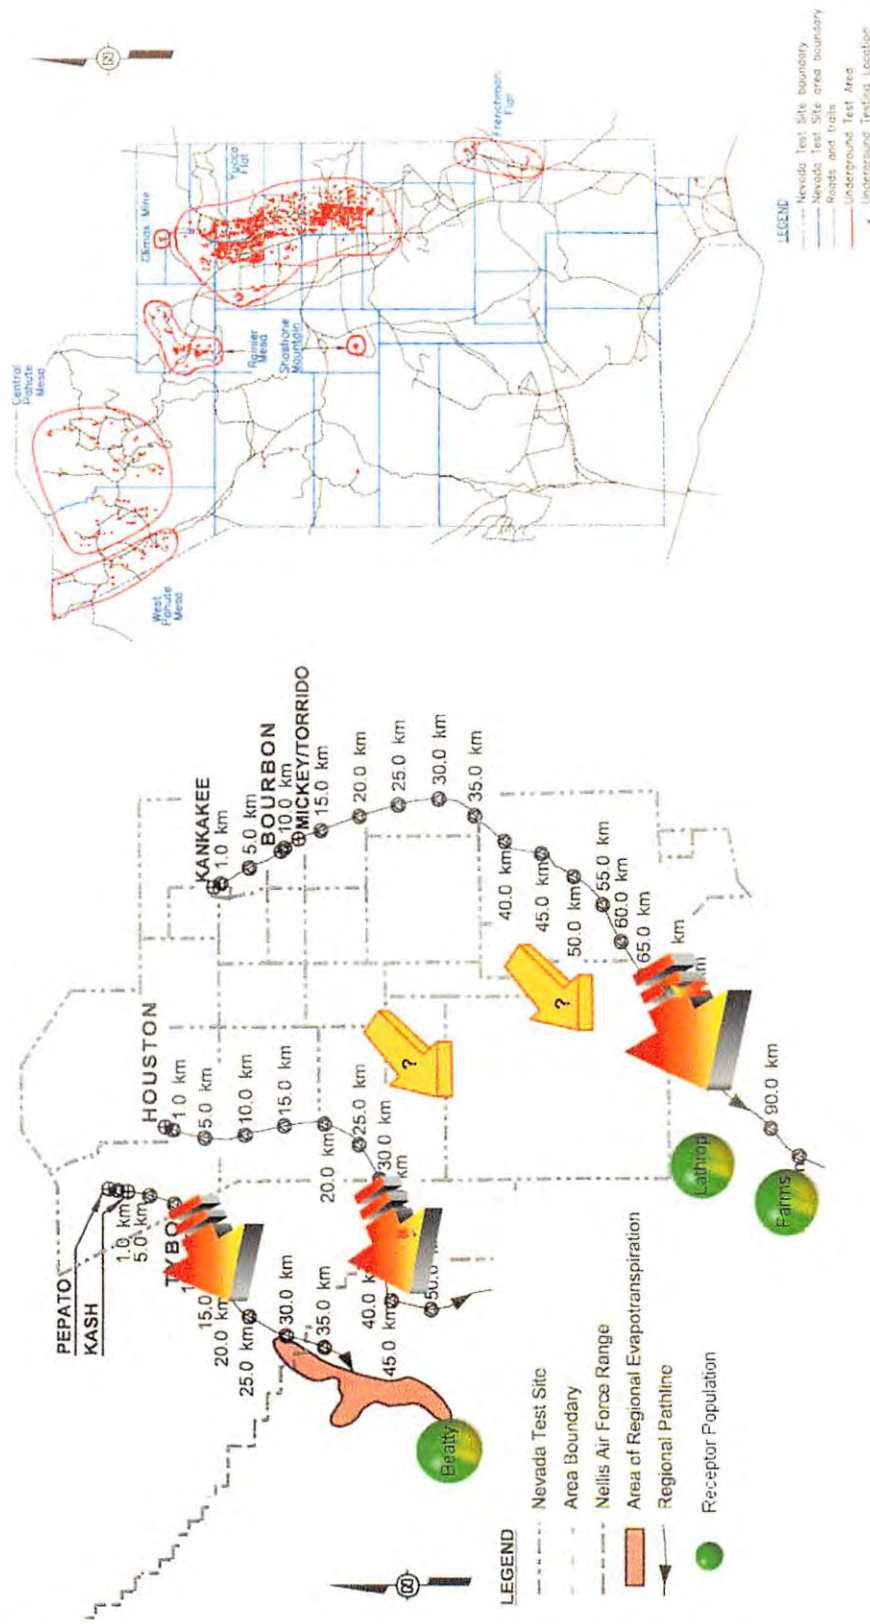 PEPATO
KASH
1.0 km
5.0 km
TYBO
15.0
20.0 km
25.0 km
30.0 km
35.0 km
HOUSTON
1.0 km
5.0 km
10.0 km
15.0 km
20.0 km
25.0 km
30.0 km
km
40.0 km
45.0 km
50.0
KANKAKEE
1.0 km
5.0 km
BOURBON
10.0 km
MICKEY/TORRIDO
15.0 km
20.0 km
25.0 km
30.0 km
35.0 km
40.0 km
45.0 km
50.0 km
55.0 km
60.0 km
65.0 km
km
90.0 km
?
?
Beatty
Lathrop
Farms
N
LEGEND
Nevada Test Site
Area Boundary
Nellis Air Force Range
Area of Regional Evapotranspiration
Regional Pathline
Receptor Population
N
Central
Pahute
Mesa
West
Pahute
Mesa
Climax Mine
Yucca
Flat
Rainier
Mesa
Shoshone
Mountain
Frenchman
Flat
LEGEND
Nevada Test Site boundary
Nevada Test Site area boundary
Roads and trails
Underground Test Area
Underground Testing Location